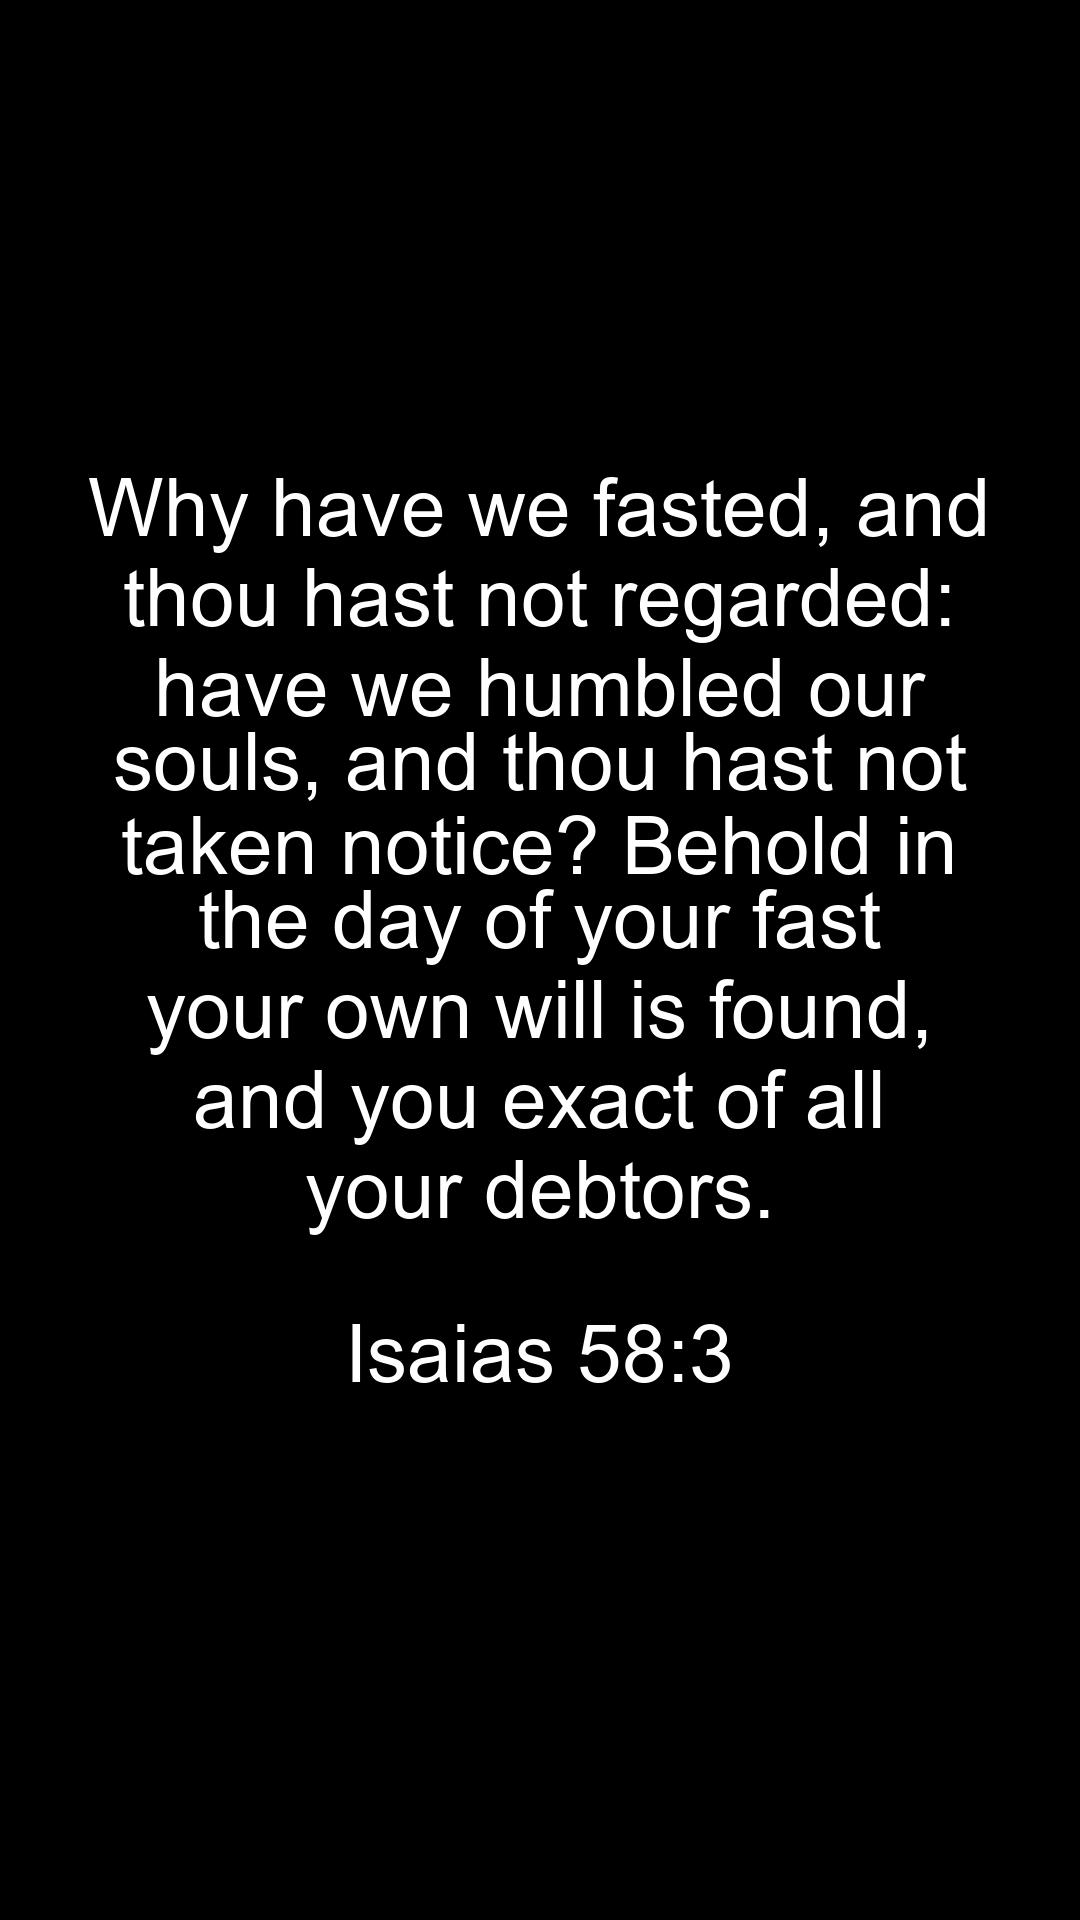 Why have we fasted, and
thou hast not regarded:
have we humbled our
souls, and thou hast not
taken notice? Behold in
the day of your fast
your own will is found,
and you exact of all
your debtors.
Isaias 58:3